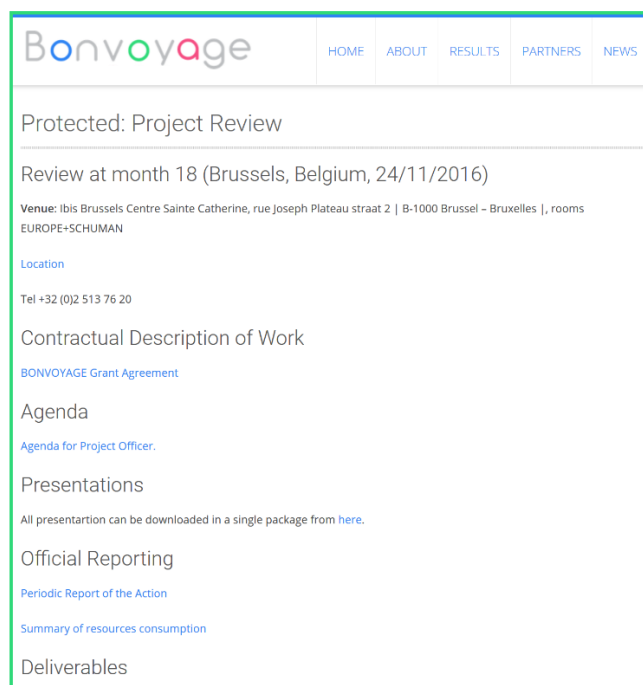 Bonvoyage
HOME ABOUT RESULTS PARTNERS NEWS
Protected: Project Review
Review at month 18 (Brussels, Belgium, 24/11/2016)
Venue: Ibis Brussels Centre Sainte Catherine, rue Joseph Plateau straat 2 | B-1000 Brussel – Bruxelles |, rooms
EUROPE+SCHUMAN
Location
Tel +32 (0)2 513 76 20
Contractual Description of Work
BONVOYAGE Grant Agreement
Agenda
Agenda for Project Officer.
Presentations
All presentartion can be downloaded in a single package from here.
Official Reporting
Periodic Report of the Action
Summary of resources consumption
Deliverables